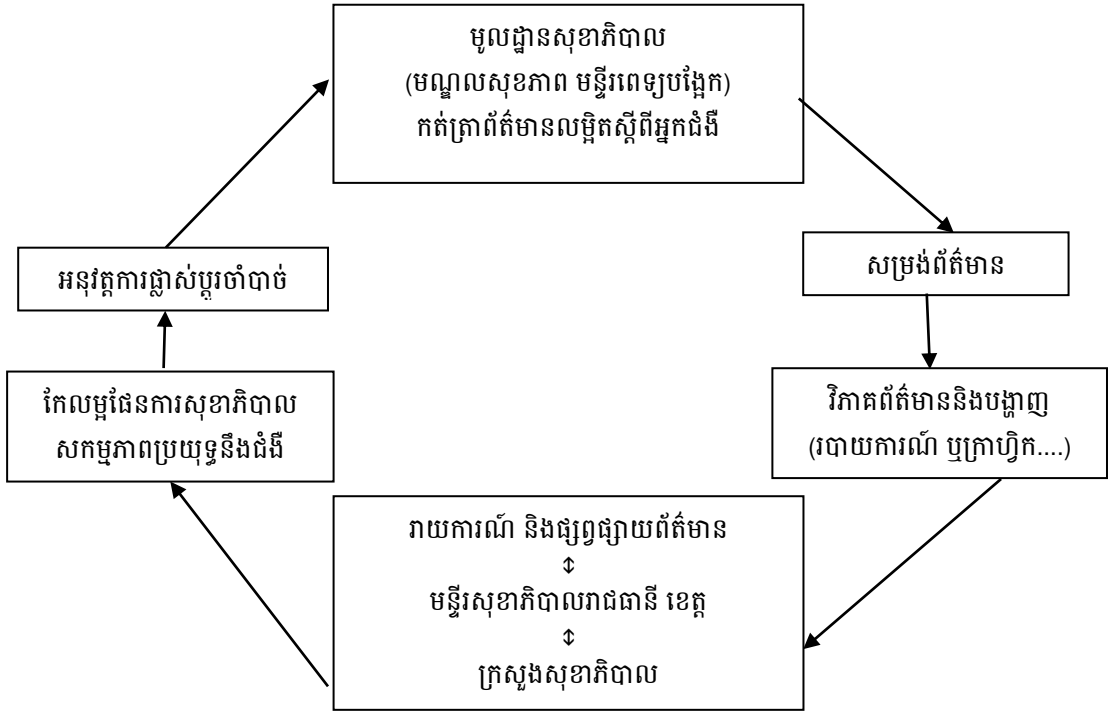 មូលដ្ឋានសុខាភិបាល
(មណ្ឌលសុខភាព មន្ទីរពេទ្យបង្អែក)
កត់ត្រាព័ត៌មានលម្អិតស្តីពីអ្នកជំងឺ
សម្រង់ព័ត៌មាន
វិភាគព័ត៌មាននិងបង្ហាញ
(របាយការណ៍ ឬក្រាហ្វិក....)
រាយការណ៍ និងផ្សព្វផ្សាយព័ត៌មាន
⇕
មន្ទីរសុខាភិបាលរាជធានី ខេត្ត
⇕
ក្រសួងសុខាភិបាល
កែលម្អផែនការសុខាភិបាល
សកម្មភាពប្រយុទ្ធនឹងជំងឺ
អនុវត្តការផ្លាស់ប្តូរចាំបាច់